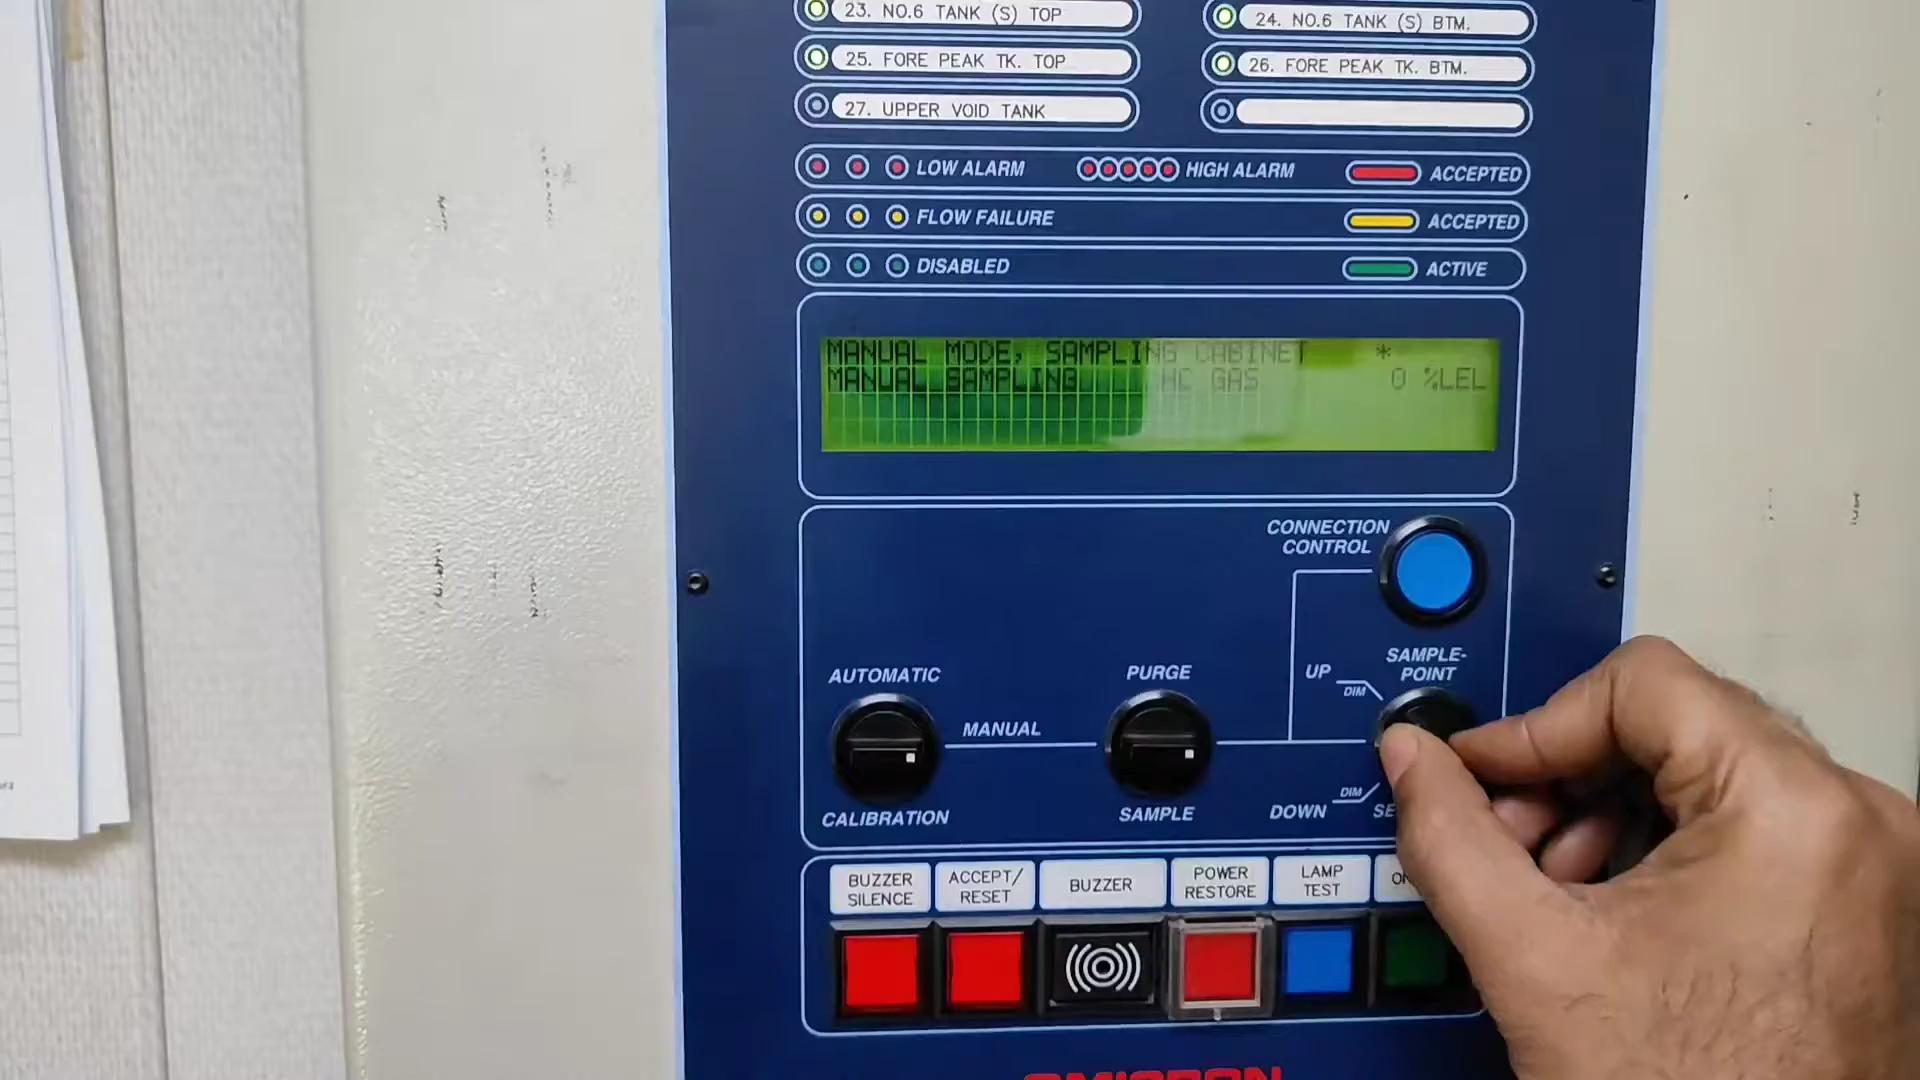 23. NO.6 TANK (S) TOP
24. NO.6 TANK (S) BTM.
25. FORE PEAK TK. TOP
26. FORE PEAK TK. BTM.
27. UPPER VOID TANK
LOW ALARM
HIGH ALARM
ACCEPTED
FLOW FAILURE
ACCEPTED
DISABLED
ACTIVE
MANUAL MODE, SAMPLING CABINET *
MANUAL SAMPLING HC GAS 0 %LEL
CONNECTION
CONTROL
SAMPLE-
POINT
UP
DIM
AUTOMATIC
PURGE
MANUAL
DIM
DOWN
CALIBRATION
SAMPLE
BUZZER
SILENCE
ACCEPT/
RESET
BUZZER
POWER
RESTORE
LAMP
TEST
OMICRON